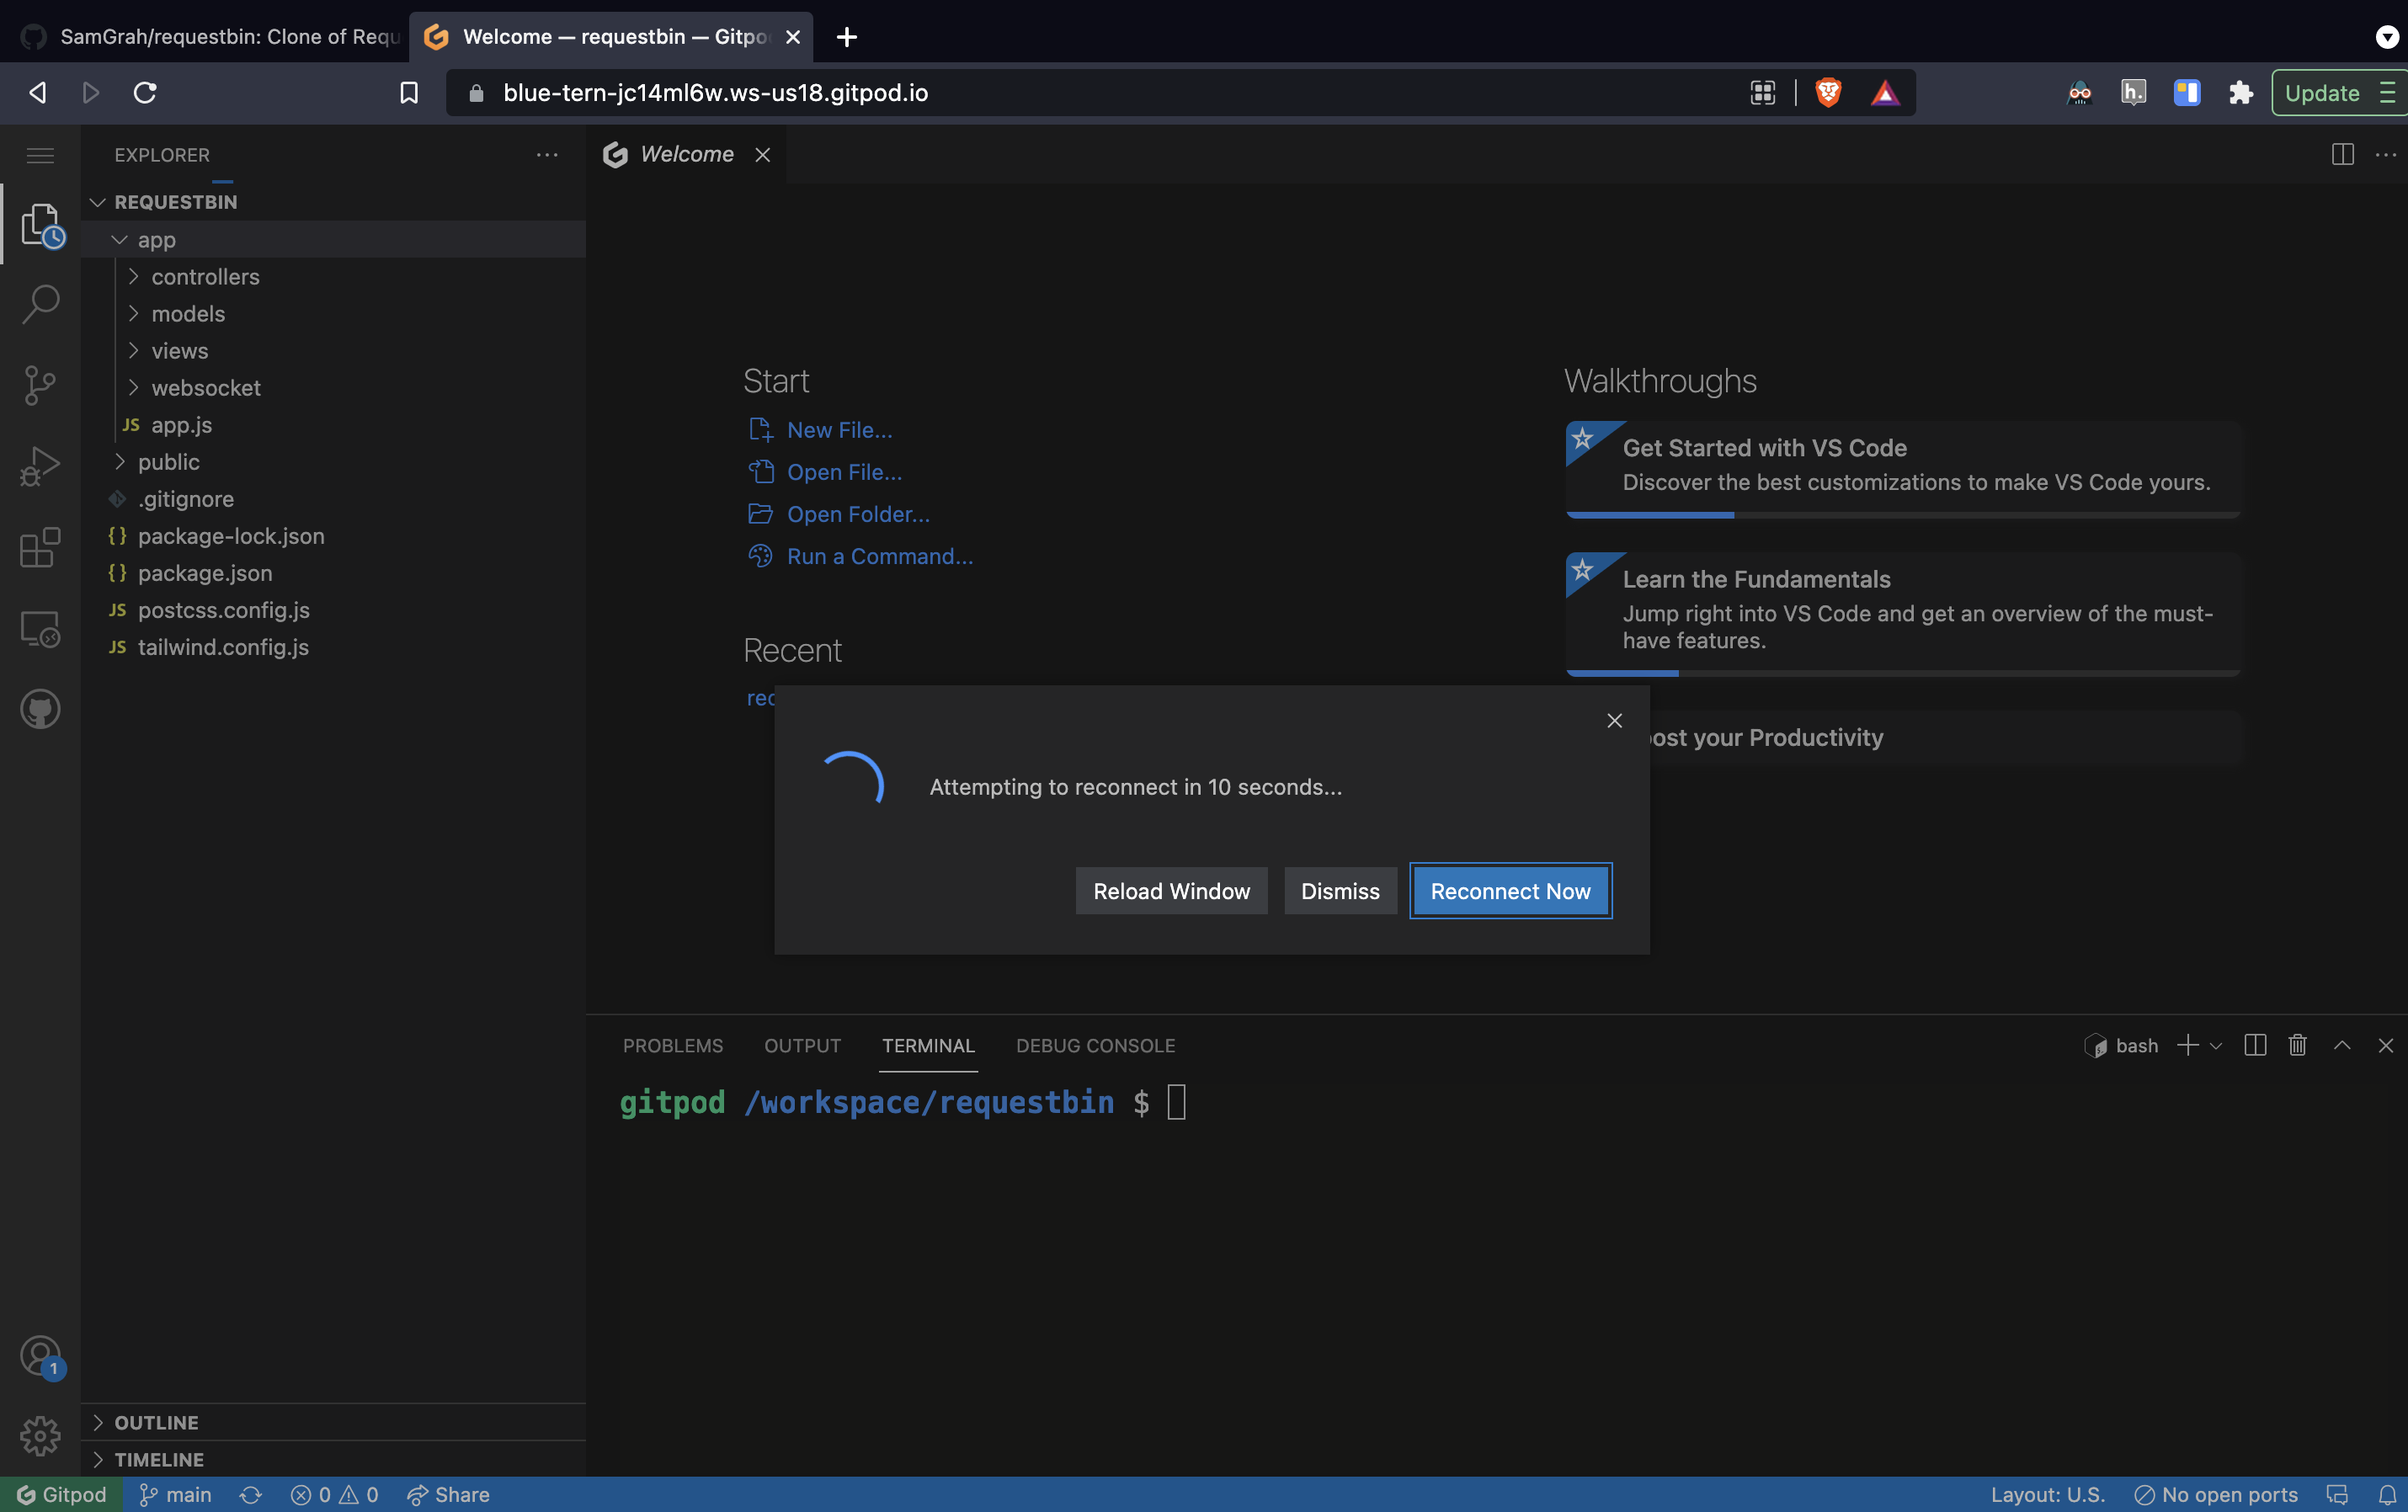 SamGrah/requestbin: Clone of Requ
Welcome — requestbin — Gitpo
blue-tern-jc14ml6w.ws-us18.gitpod.io
h.
Update
EXPLORER
Welcome
REQUESTBIN
app
controllers
models
views
websocket
JS app.js
public
.gitignore
{} package-lock.json
{} package.json
JS postcss.config.js
JS tailwind.config.js
Start
New File...
Open File...
Open Folder...
Run a Command...
Recent
Walkthroughs
Get Started with VS Code
Discover the best customizations to make VS Code yours.
Learn the Fundamentals
Jump right into VS Code and get an overview of the must-
have features.
ost your Productivity
Attempting to reconnect in 10 seconds...
Reload Window
Dismiss
Reconnect Now
PROBLEMS
OUTPUT
TERMINAL
DEBUG CONSOLE
bash
gitpod /workspace/requestbin $
1
OUTLINE
TIMELINE
Gitpod
main
0
0
Share
Layout: U.S.
No open ports